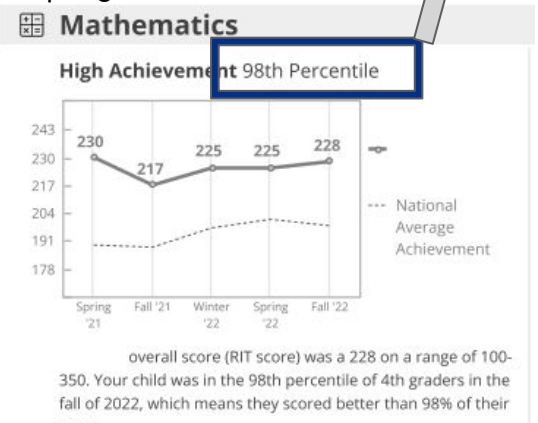 Mathematics
High Achievement 98th Percentile
243
230
217
204
191
178
230
217
225
225
228
National
Average
Achievement
Spring '21
Fall '21
Winter '22
Spring '22
Fall '22
overall score (RIT score) was a 228 on a range of 100-
350. Your child was in the 98th percentile of 4th graders in the
fall of 2022, which means they scored better than 98% of their